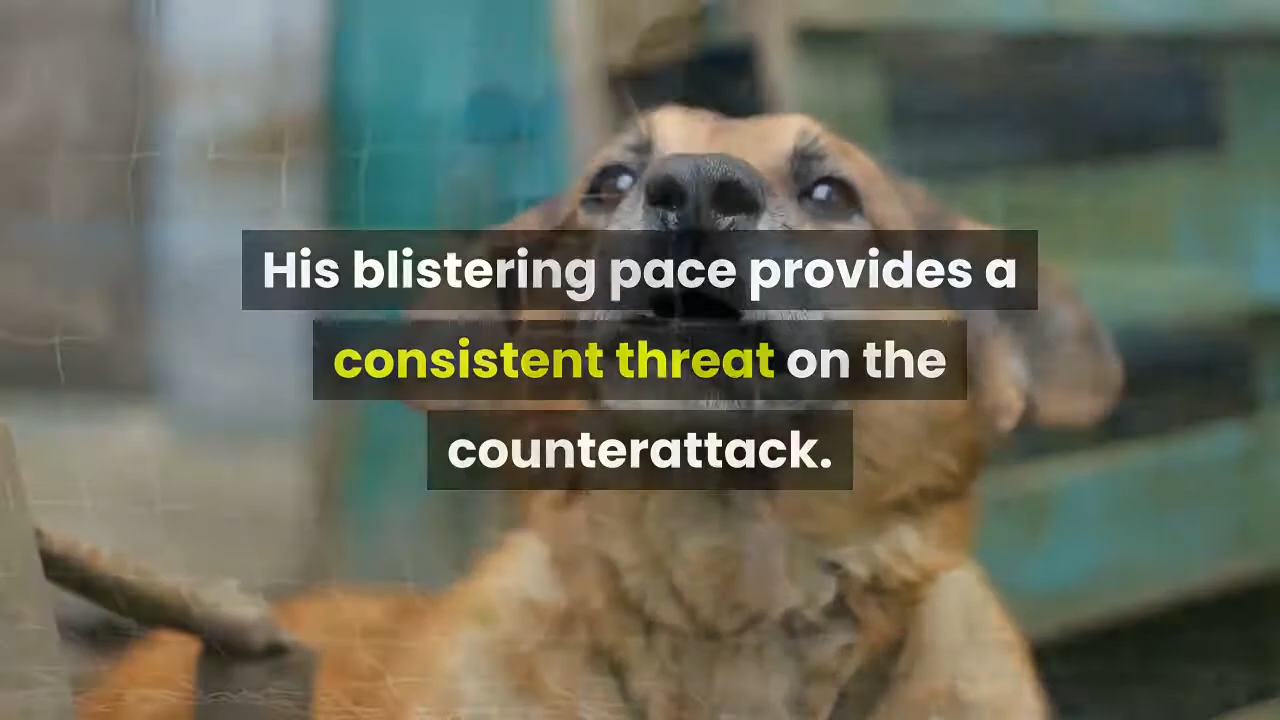 His blistering pace provides a
consistent threat on the
counterattack.